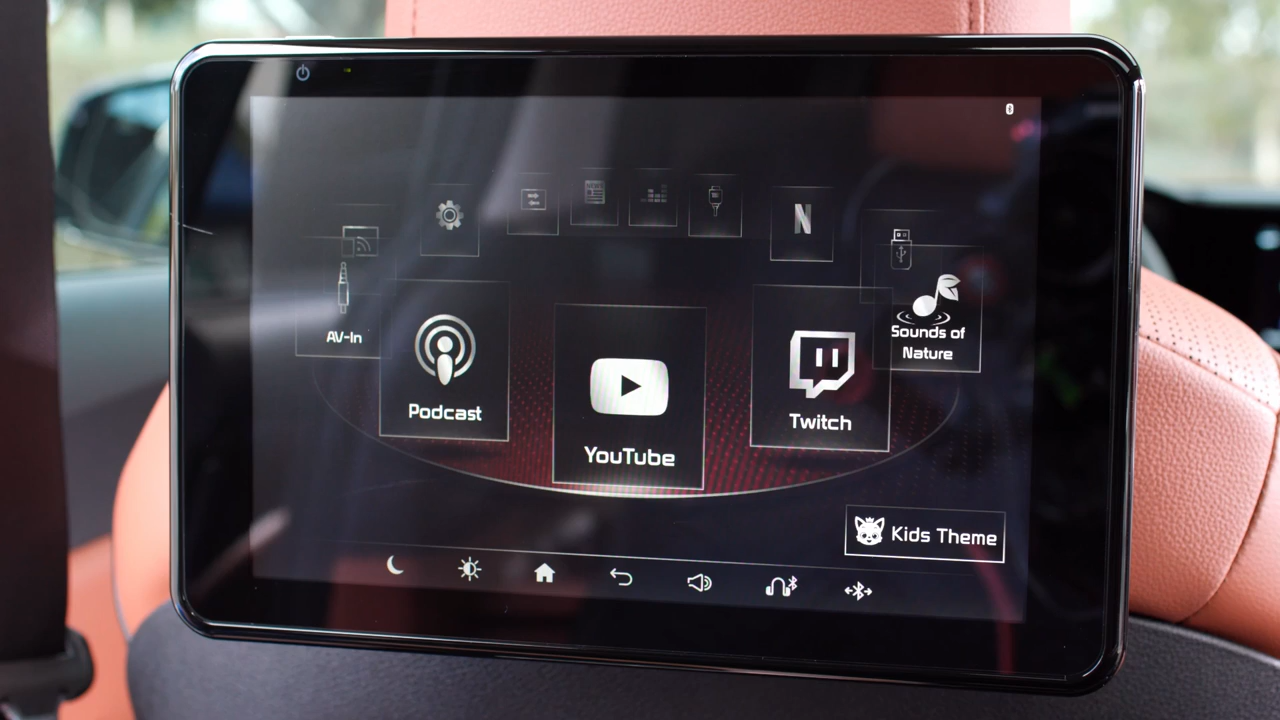 N
AV-In
Sounds of
Nature
Podcast
Twitch
YouTube
Kids Theme